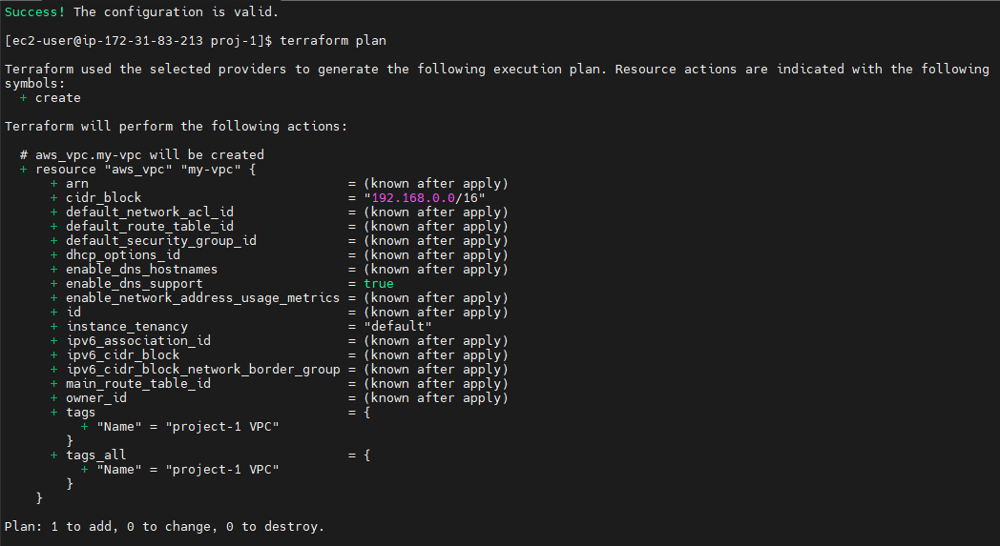 Success! The configuration is valid.
[ec2-user@ip-172-31-83-213 proj-1]$ terraform plan
Terraform used the selected providers to generate the following execution plan. Resource actions are indicated with the following
symbols:
  + create
Terraform will perform the following actions:
  # aws_vpc.my-vpc will be created
  + resource "aws_vpc" "my-vpc" {
      + arn                                  = (known after apply)
      + cidr_block                           = "192.168.0.0/16"
      + default_network_acl_id               = (known after apply)
      + default_route_table_id               = (known after apply)
      + default_security_group_id            = (known after apply)
      + dhcp_options_id                      = (known after apply)
      + enable_dns_hostnames                 = (known after apply)
      + enable_dns_support                   = true
      + enable_network_address_usage_metrics = (known after apply)
      + id                                   = (known after apply)
      + instance_tenancy                     = "default"
      + ipv6_association_id                  = (known after apply)
      + ipv6_cidr_block                      = (known after apply)
      + ipv6_cidr_block_network_border_group = (known after apply)
      + main_route_table_id                  = (known after apply)
      + owner_id                             = (known after apply)
      + tags                                 = {
          + "Name" = "project-1 VPC"
        }
      + tags_all                             = {
          + "Name" = "project-1 VPC"
        }
    }
Plan: 1 to add, 0 to change, 0 to destroy.